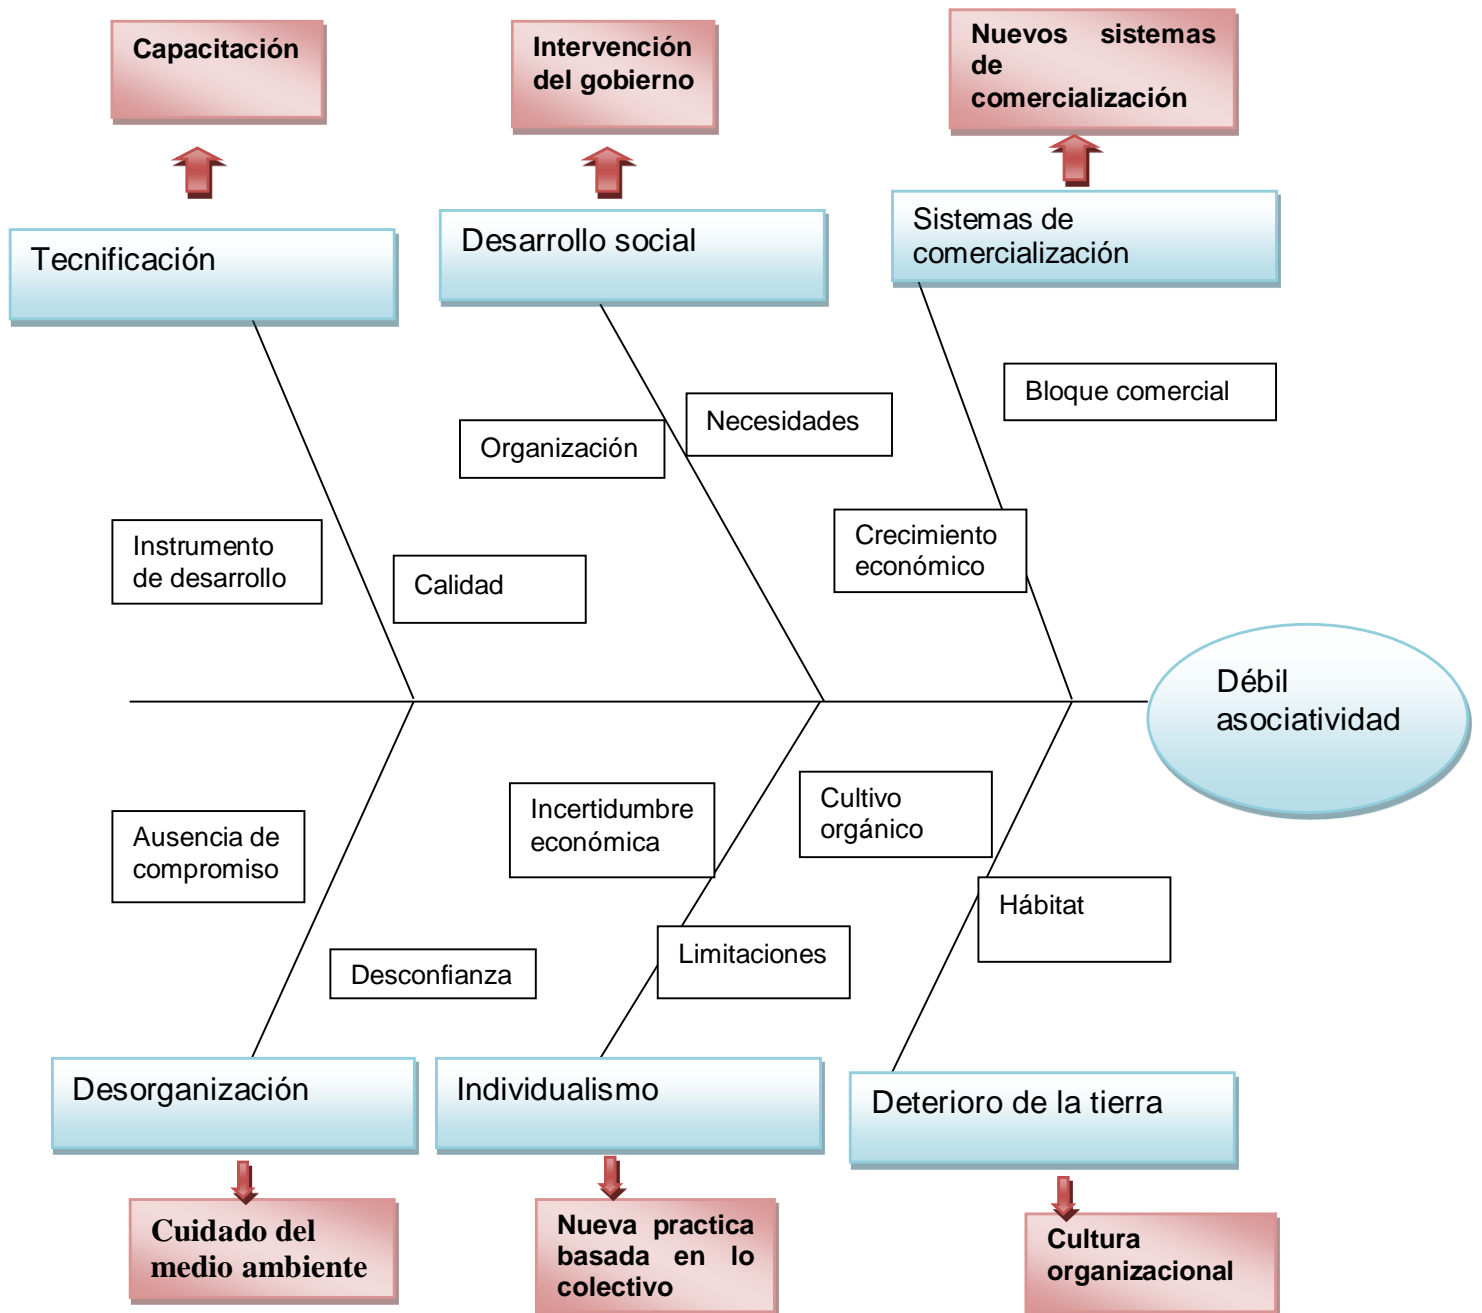 Capacitación
Intervención
del gobierno
Nuevos sistemas
de
comercialización
Tecnificación
Desarrollo social
Sistemas de
comercialización
Bloque comercial
Necesidades
Organización
Instrumento
de desarrollo
Calidad
Crecimiento
económico
Débil
asociatividad
Ausencia de
compromiso
Incertidumbre
económica
Cultivo
orgánico
Hábitat
Limitaciones
Desconfianza
Desorganización
Individualismo
Deterioro de la tierra
Cuidado del
medio ambiente
Nueva practica
basada en lo
colectivo
Cultura
organizacional